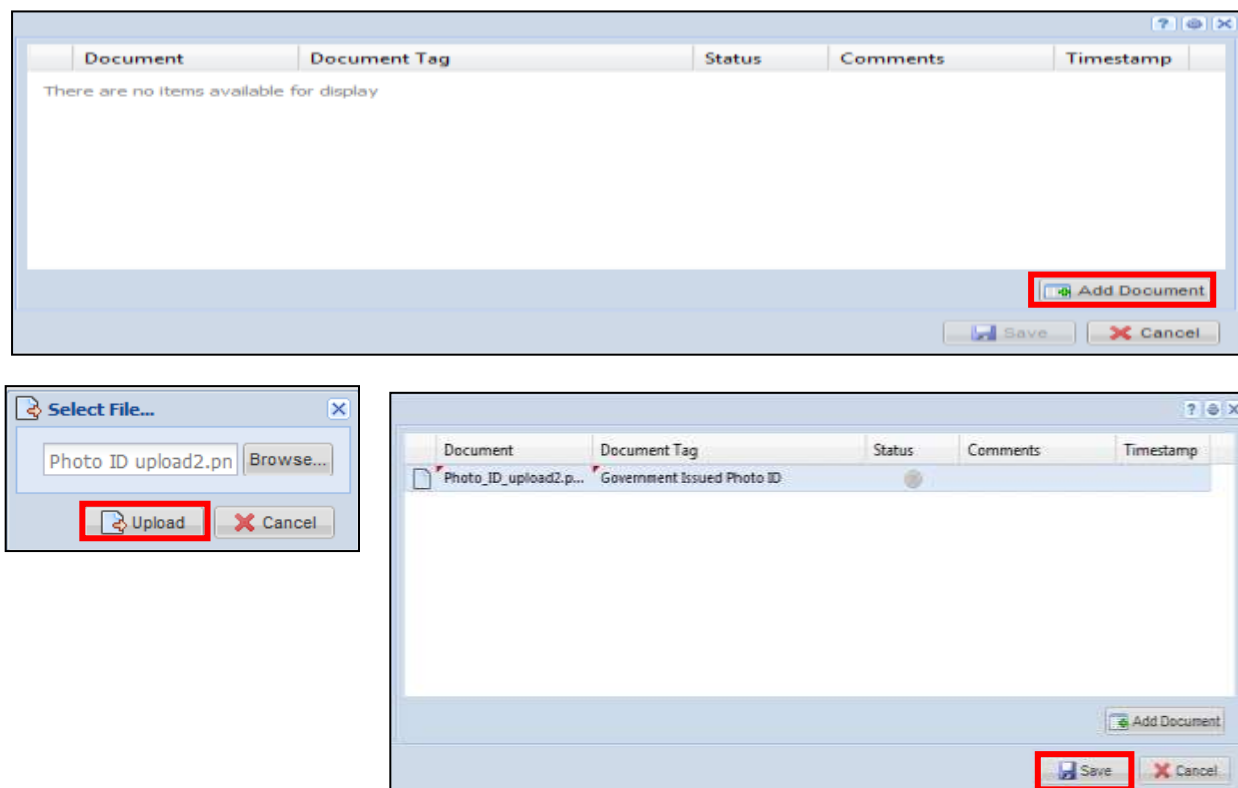 Document Document Tag Status Comments Timestamp
There are no items available for display
Add Document
Save Cancel
Select File...
Photo ID upload2.pn Browse...
Upload Cancel
Document Document Tag Status Comments Timestamp
Photo_ID_upload2.p... Government Issued Photo ID
Add Document
Save Cancel